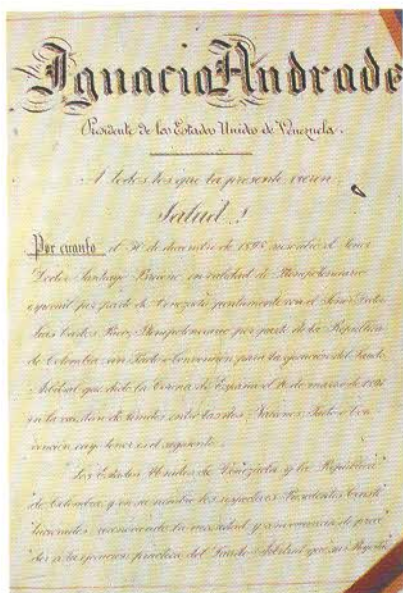 Ignacio Andrade
Presidente de los Estados Unidos de Venezuela.
A todos los que la presente vieren
Salud!
Por cuanto el 30 de diciembre de 1898 suscribió el Señor
Doctor Santiago Briceño en calidad de Plenipotenciario
especial por parte de Venezuela juntamente con el Señor Doctor
Luis Carlos Rico, Plenipotenciario por parte de la República
de Colombia un Pacto o Convención para la ejecución del Laudo
Arbitral que dictó la Corona de España el 16 de marzo de 1891
en la cuestión de límites entre las dos Naciones Pacto o Con
vención cuyo tenor es el siguiente.
Los Estados Unidos de Venezuela y la República
de Colombia y en su nombre los respectivos Presidentes Consti
tucionales, reconociendo la necesidad y conveniencia de proce
der a la ejecución práctica del Laudo Arbitral que su Majestad